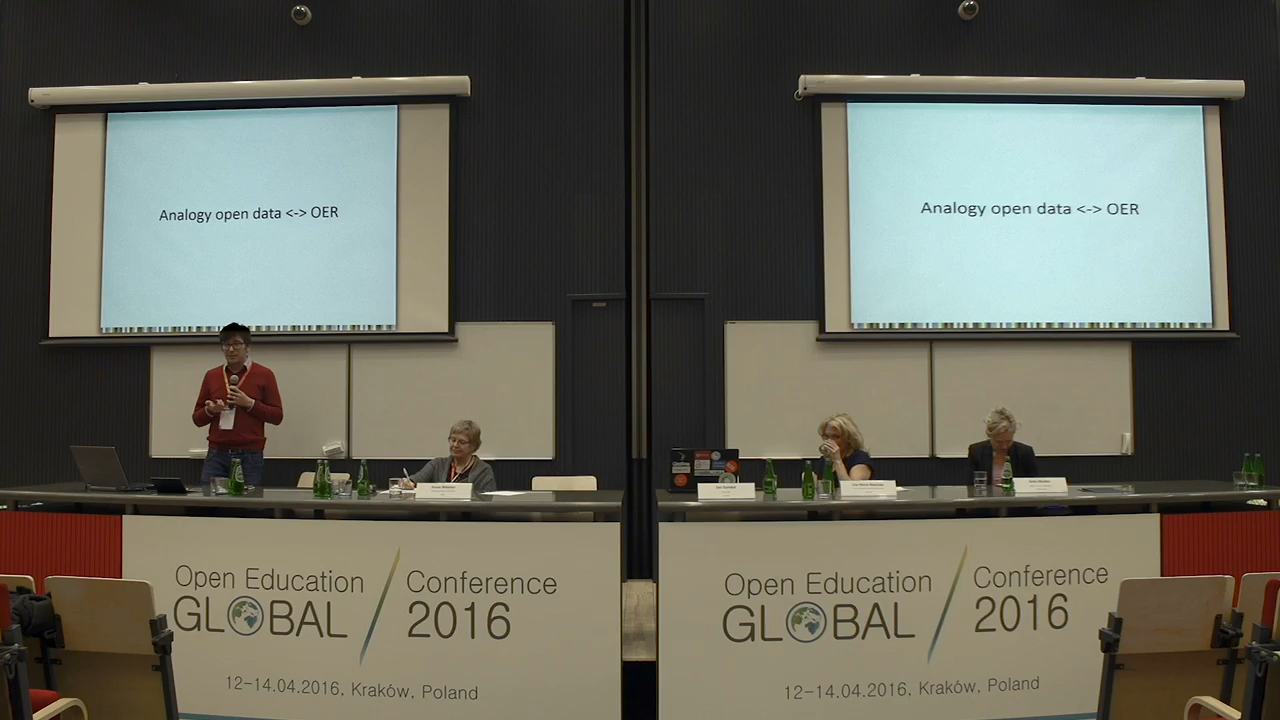 Analogy open data <-> OER
Analogy open data <-> OER
Open Education
GLOBAL
Conference
2016
12-14.04.2016, Kraków, Poland
Open Education
GLOBAL
Conference
2016
12-14.04.2016, Kraków, Poland